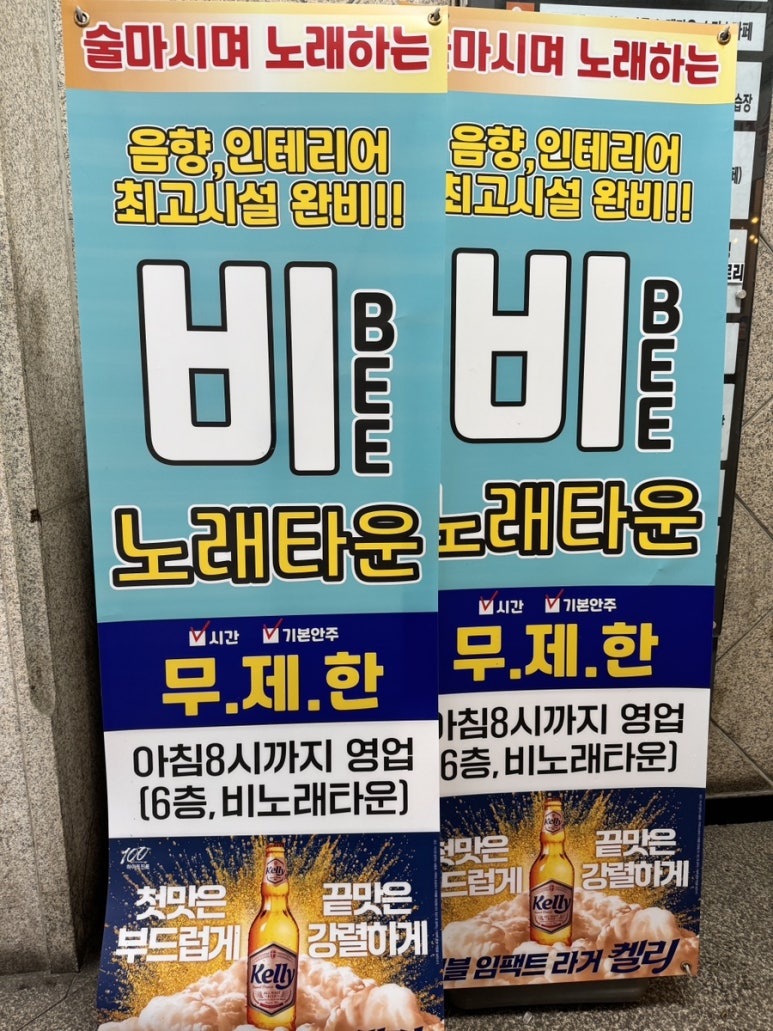 술마시며 노래하는
음향,인테리어
최고시설 완비!!
비
BEE
노래타운
시간 기본안주
무.제.한
아침8시까지 영업
(6층, 비노래타운)
100
첫맛은 끝맛은
부드럽게 강렬하게
Kelly
Kelly
마시며 노래하는
음향,인테리어
최고시설 완비!!
비
BEE
노래타운
시간 기본안주
무.제.한
아침8시까지 영업
6층, 비노래타운)
첫맛은 끝맛은
드럽게 강렬하게
Kelly
Kelly
블 임팩트 라거 켈리
습장